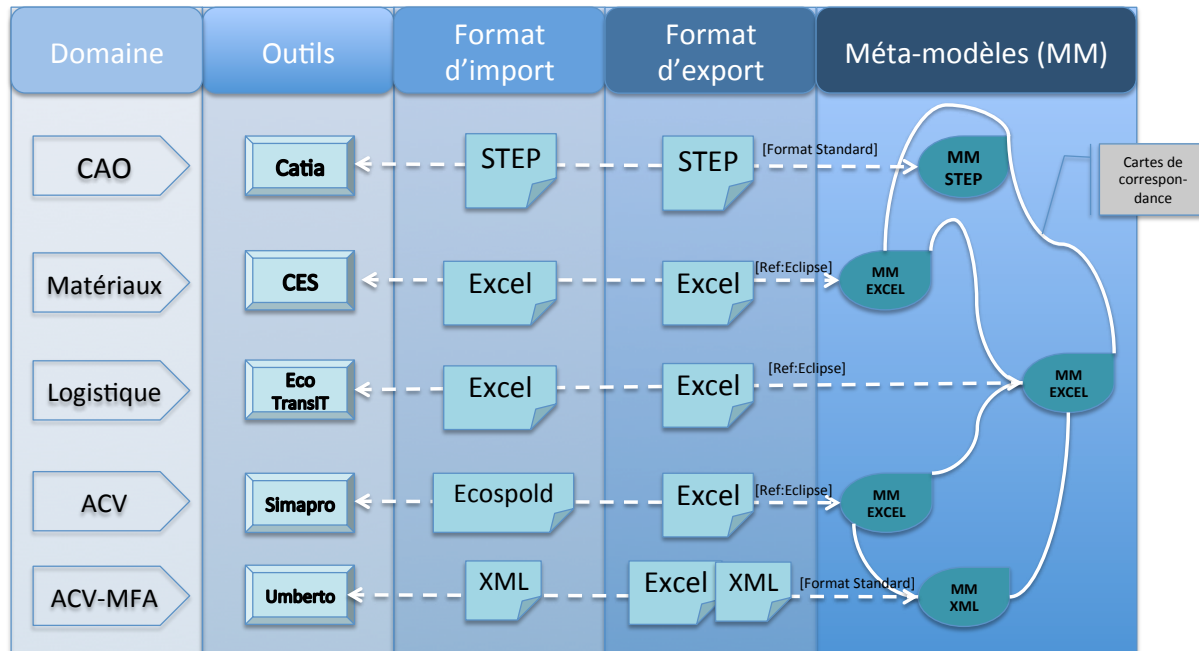 Domaine
Outils
Format
d'import
Format
d'export
Méta-modèles (MM)
CAO
Catia
STEP
STEP
[Format Standard]
MM
STEP
Cartes de
correspon-
dance
Matériaux
CES
Excel
Excel
[Ref:Eclipse]
MM
EXCEL
Logistique
Eco
TransIT
Excel
Excel
[Ref:Eclipse]
MM
EXCEL
ACV
Simapro
Ecospold
Excel
[Ref:Eclipse]
MM
EXCEL
ACV-MFA
Umberto
XML
Excel
XML
[Format Standard]
MM
XML